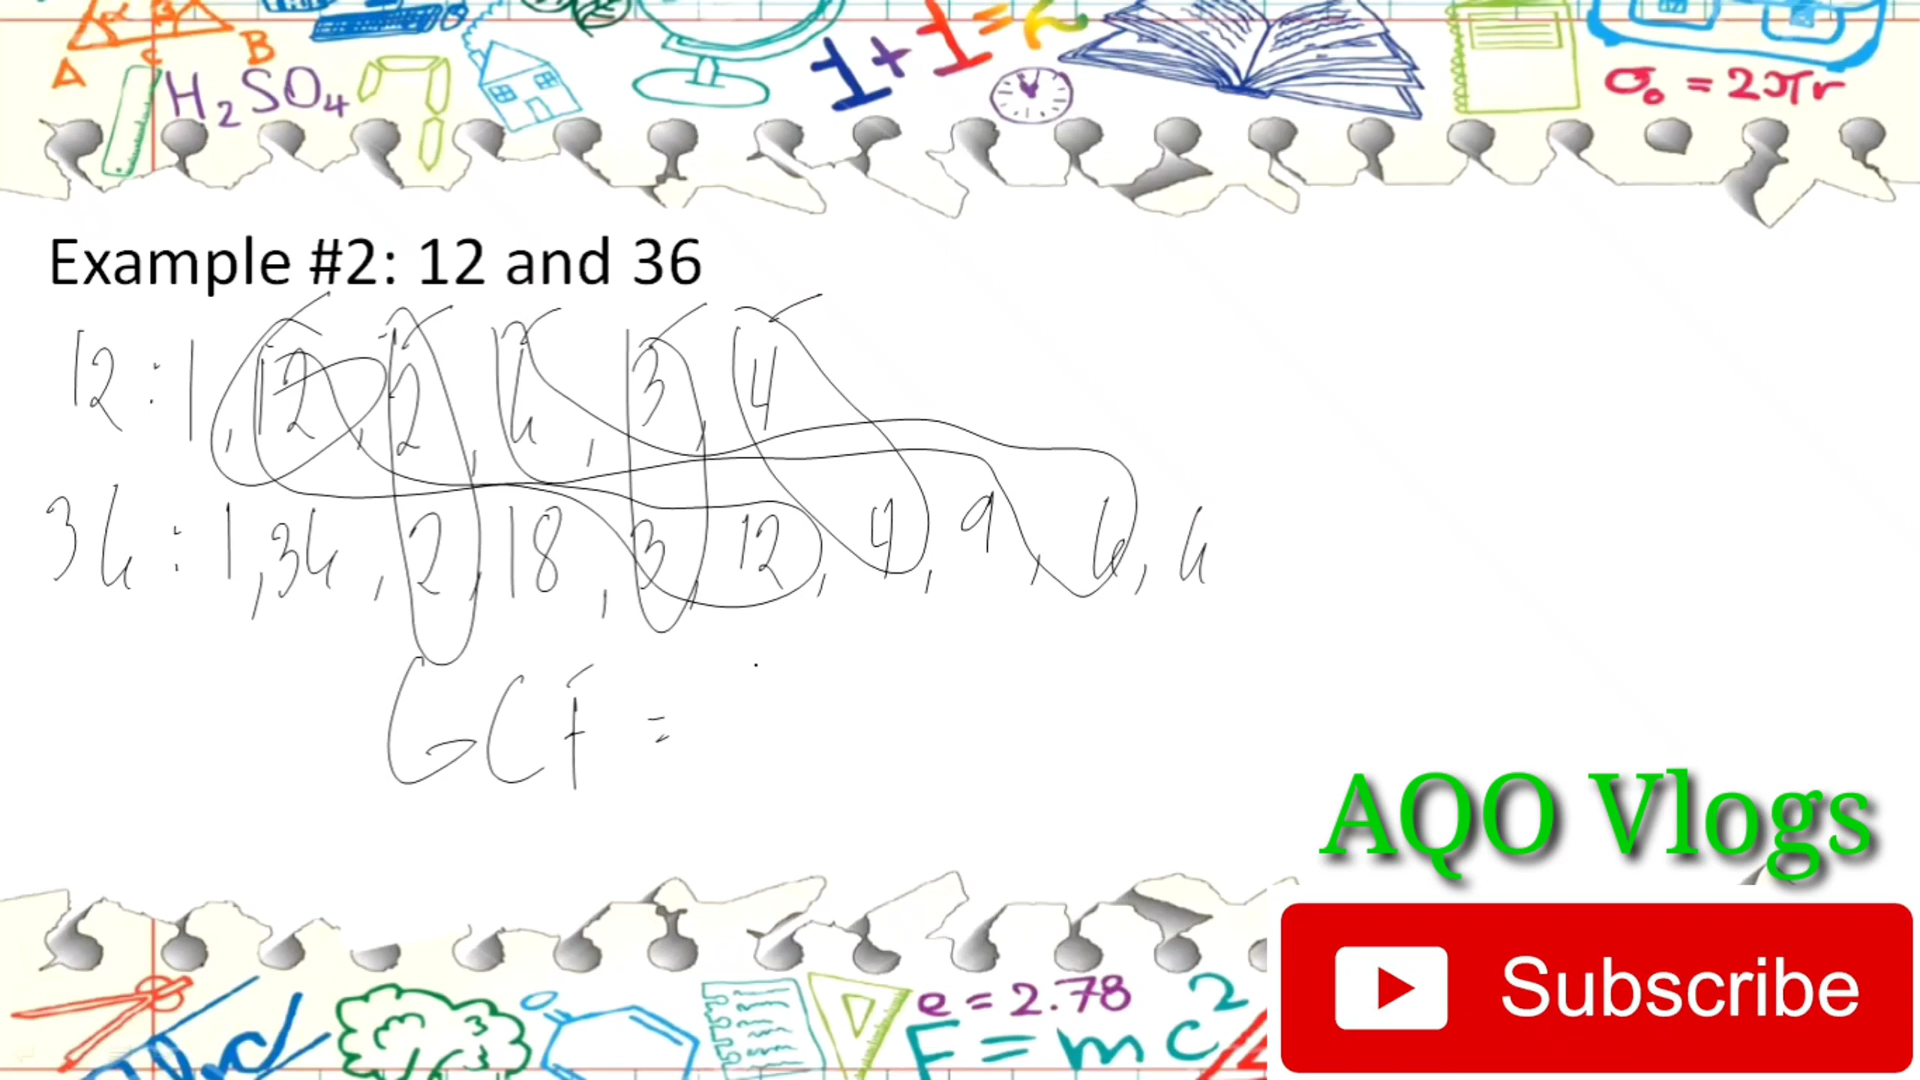 A C B
H₂SO₄
1+1=2
σ₀ = 2πr
Example #2: 12 and 36
12 : 1, 12, 2, 6, 3, 4
36 : 1, 36, 2, 18, 3, 12, 4, 9, 6, 6
GCF =
AQO Vlogs
Subscribe
e = 2.78
F = mc²